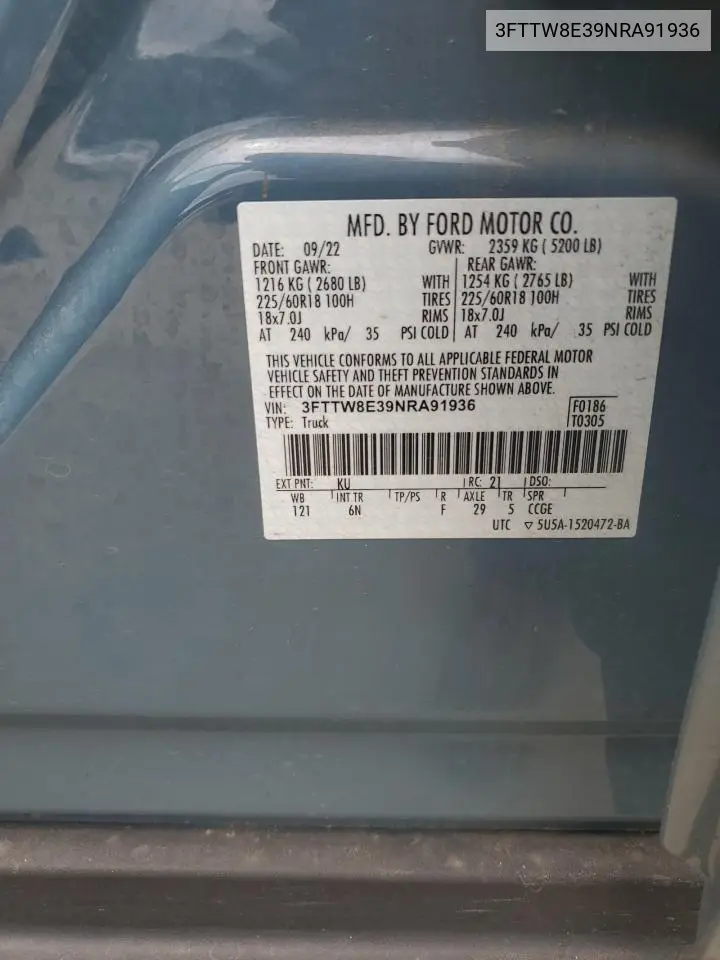 3FTTW8E39NRA91936
MFD. BY FORD MOTOR CO.
DATE: 09/22 GVWR: 2359 KG ( 5200 LB)
FRONT GAWR: REAR GAWR:
1216 KG ( 2680 LB) WITH 1254 KG ( 2765 LB) WITH
225/60R18 100H TIRES 225/60R18 100H TIRES
18x7.0J RIMS 18x7.0J RIMS
AT 240 kPa/ 35 PSI COLD AT 240 kPa/ 35 PSI COLD
THIS VEHICLE CONFORMS TO ALL APPLICABLE FEDERAL MOTOR
VEHICLE SAFETY AND THEFT PREVENTION STANDARDS IN
EFFECT ON THE DATE OF MANUFACTURE SHOWN ABOVE.
VIN: 3FTTW8E39NRA91936 F0186
TYPE: Truck T0305
EXT PNT: KU RC: 21 DSO:
WB INT TR TP/PS R AXLE TR SPR
121 6N F 29 5 CCGE
UTC ▽ 5U5A-1520472-BA